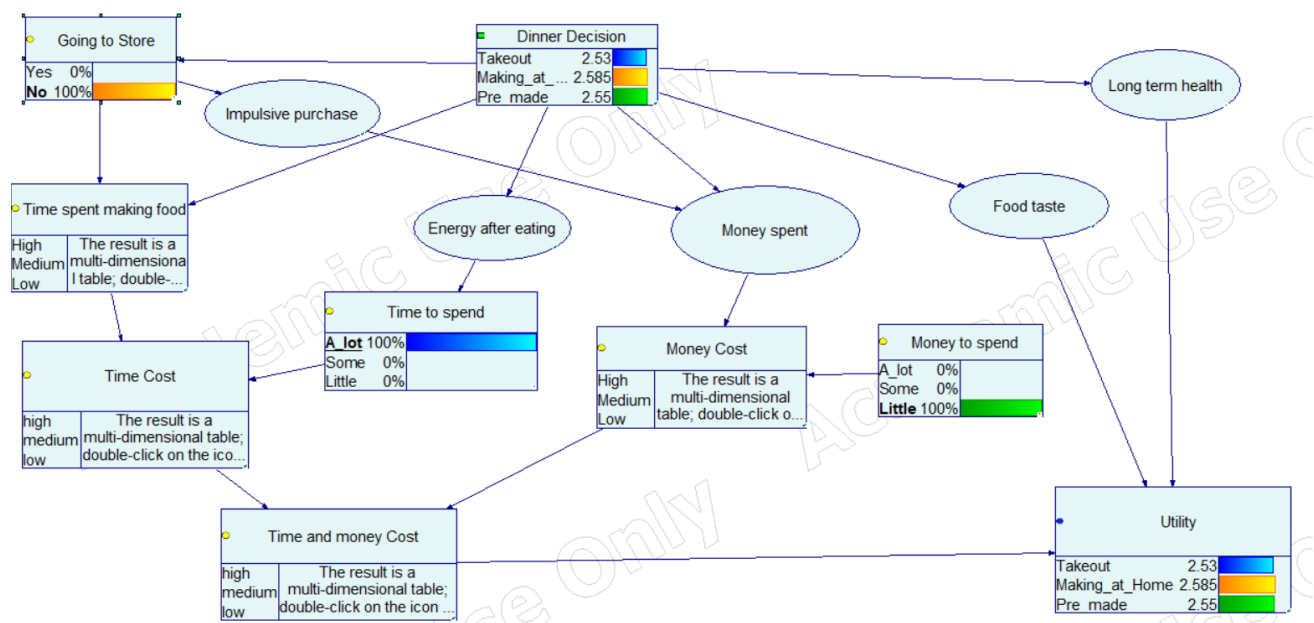 Going to Store
Yes 0%
No 100%
Dinner Decision
Takeout 2.53
Making_at_... 2.585
Pre_made 2.55
Long term health
Impulsive purchase
Time spent making food
High
Medium
Low
The result is a
multi-dimensiona
l table; double-...
Energy after eating
Money spent
Food taste
Time to spend
A_lot 100%
Some 0%
Little 0%
Money Cost
High
Medium
Low
The result is a
multi-dimensional
table; double-click o...
Money to spend
A_lot 0%
Some 0%
Little 100%
Time Cost
high
medium
low
The result is a
multi-dimensional table;
double-click on the ico...
Time and money Cost
high
medium
low
The result is a
multi-dimensional table;
double-click on the icon ...
Utility
Takeout 2.53
Making_at_Home 2.585
Pre_made 2.55
Academic Use Only